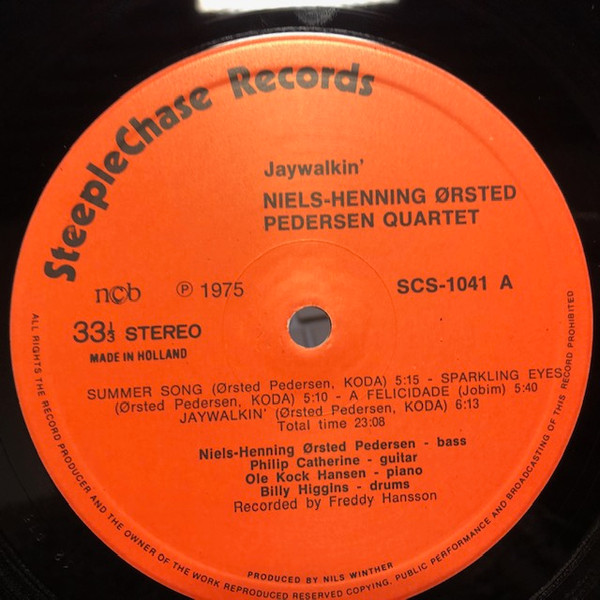 SteepleChase Records
Jaywalkin'
NIELS-HENNING ØRSTED
PEDERSEN QUARTET
ncb
℗ 1975
SCS-1041 A
33⅓ STEREO
MADE IN HOLLAND
SUMMER SONG (Ørsted Pedersen, KODA) 5:15 - SPARKLING EYES
(Ørsted Pedersen, KODA) 5:10 - A FELICIDADE (Jobim) 5:40
JAYWALKIN' (Ørsted Pedersen, KODA) 6:13
Total time 23:08
Niels-Henning Ørsted Pedersen - bass
Philip Catherine - guitar
Ole Kock Hansen - piano
Billy Higgins - drums
Recorded by Freddy Hansson
PRODUCED BY NILS WINTHER
ALL RIGHTS THE RECORD PRODUCER AND THE OWNER OF THE WORK REPRODUCED RESERVED COPYING, PUBLIC PERFORMANCE AND BROADCASTING OF THIS RECORD PROHIBITED